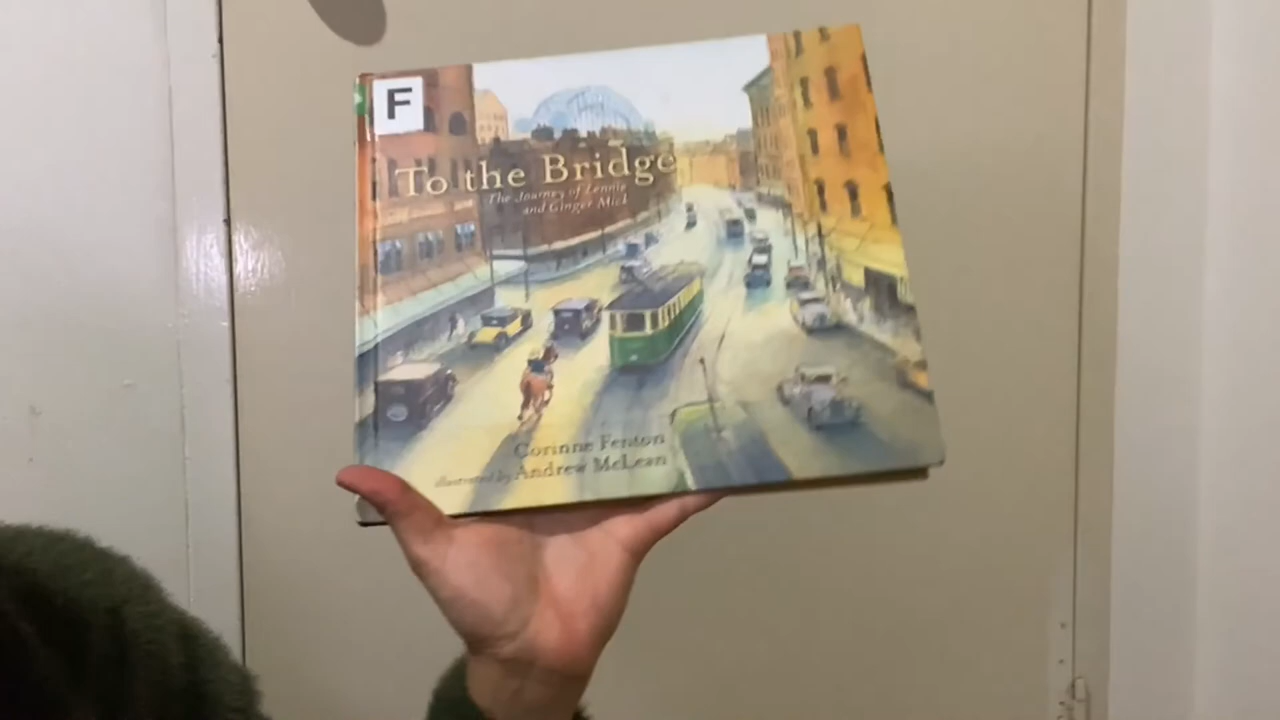 F
To the Bridge
The Journey of Lennie
and Ginger Mick
Corinne Fenton
illustrated by Andrew McLean